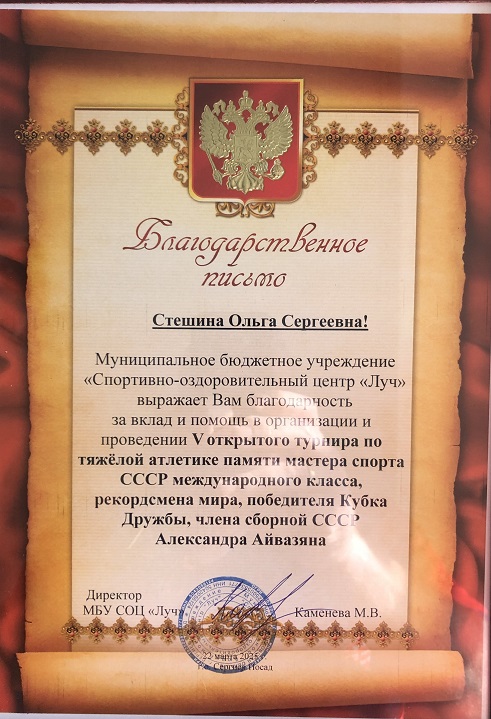 Благодарственное
письмо
Стешина Ольга Сергеевна!
Муниципальное бюджетное учреждение
«Спортивно-оздоровительный центр «Луч»
выражает Вам благодарность
за вклад и помощь в организации и
проведении V открытого турнира по
тяжёлой атлетике памяти мастера спорта
СССР международного класса,
рекордсмена мира, победителя Кубка
Дружбы, члена сборной СССР
Александра Айвазяна
Директор
МБУ СОЦ «Луч»
Каменева М.В.
22 марта
г.о. Сергиев Посад